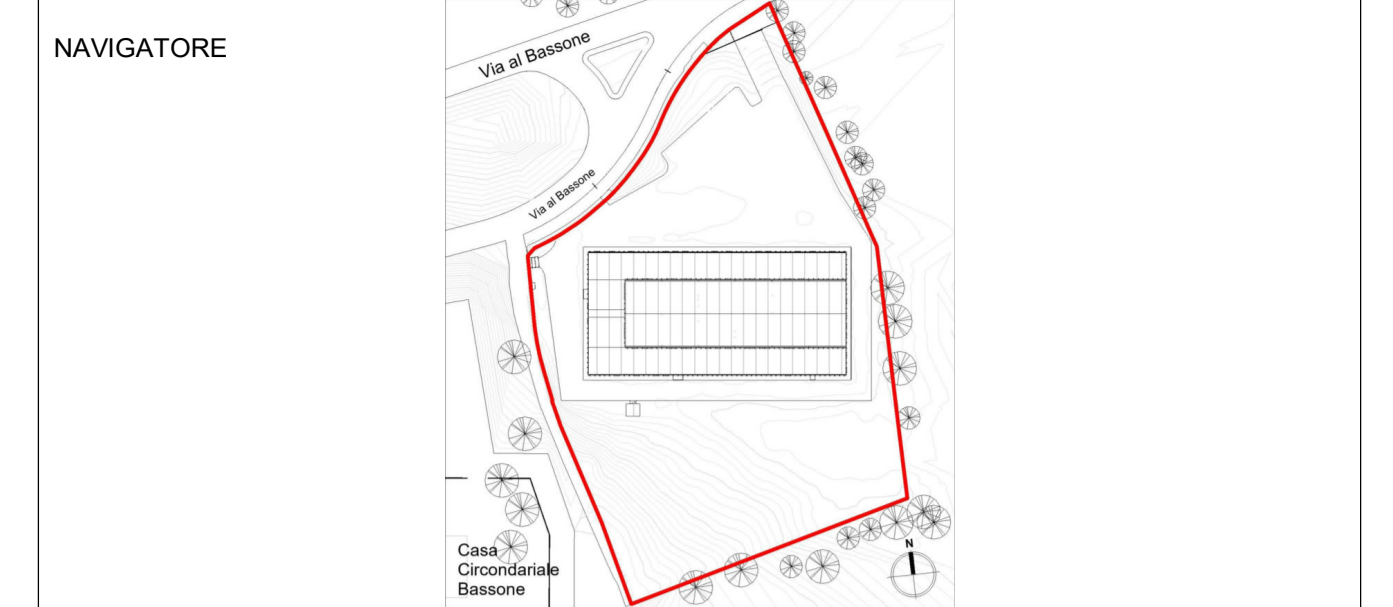 NAVIGATORE
Via al Bassone
Via al Bassone
Casa
Circondariale
Bassone
N